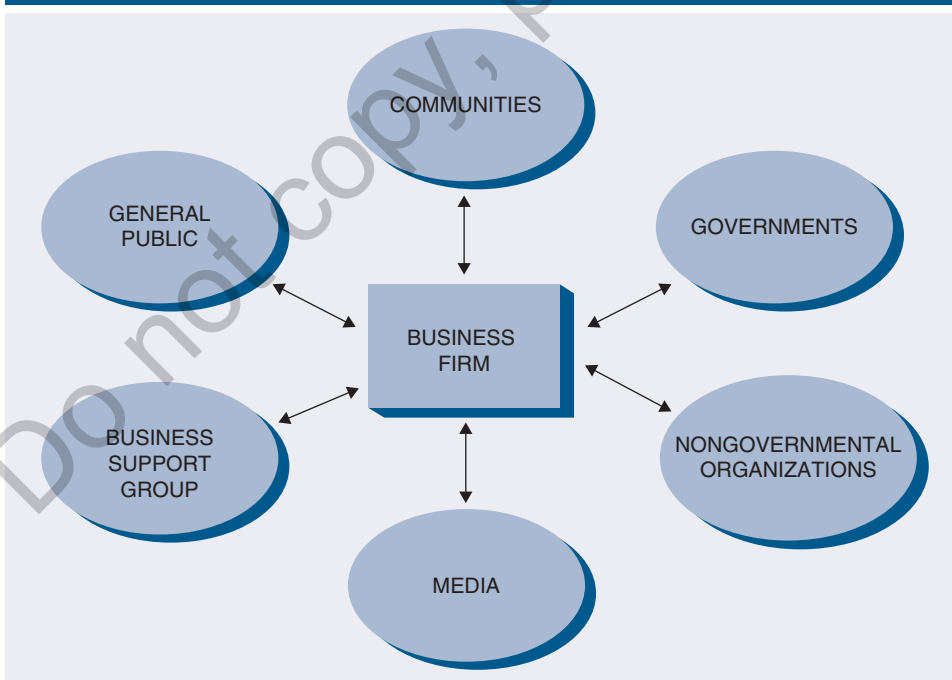 COMMUNITIES
GENERAL
PUBLIC
GOVERNMENTS
BUSINESS
FIRM
BUSINESS
SUPPORT
GROUP
NONGOVERNMENTAL
ORGANIZATIONS
MEDIA
Do not copy, p